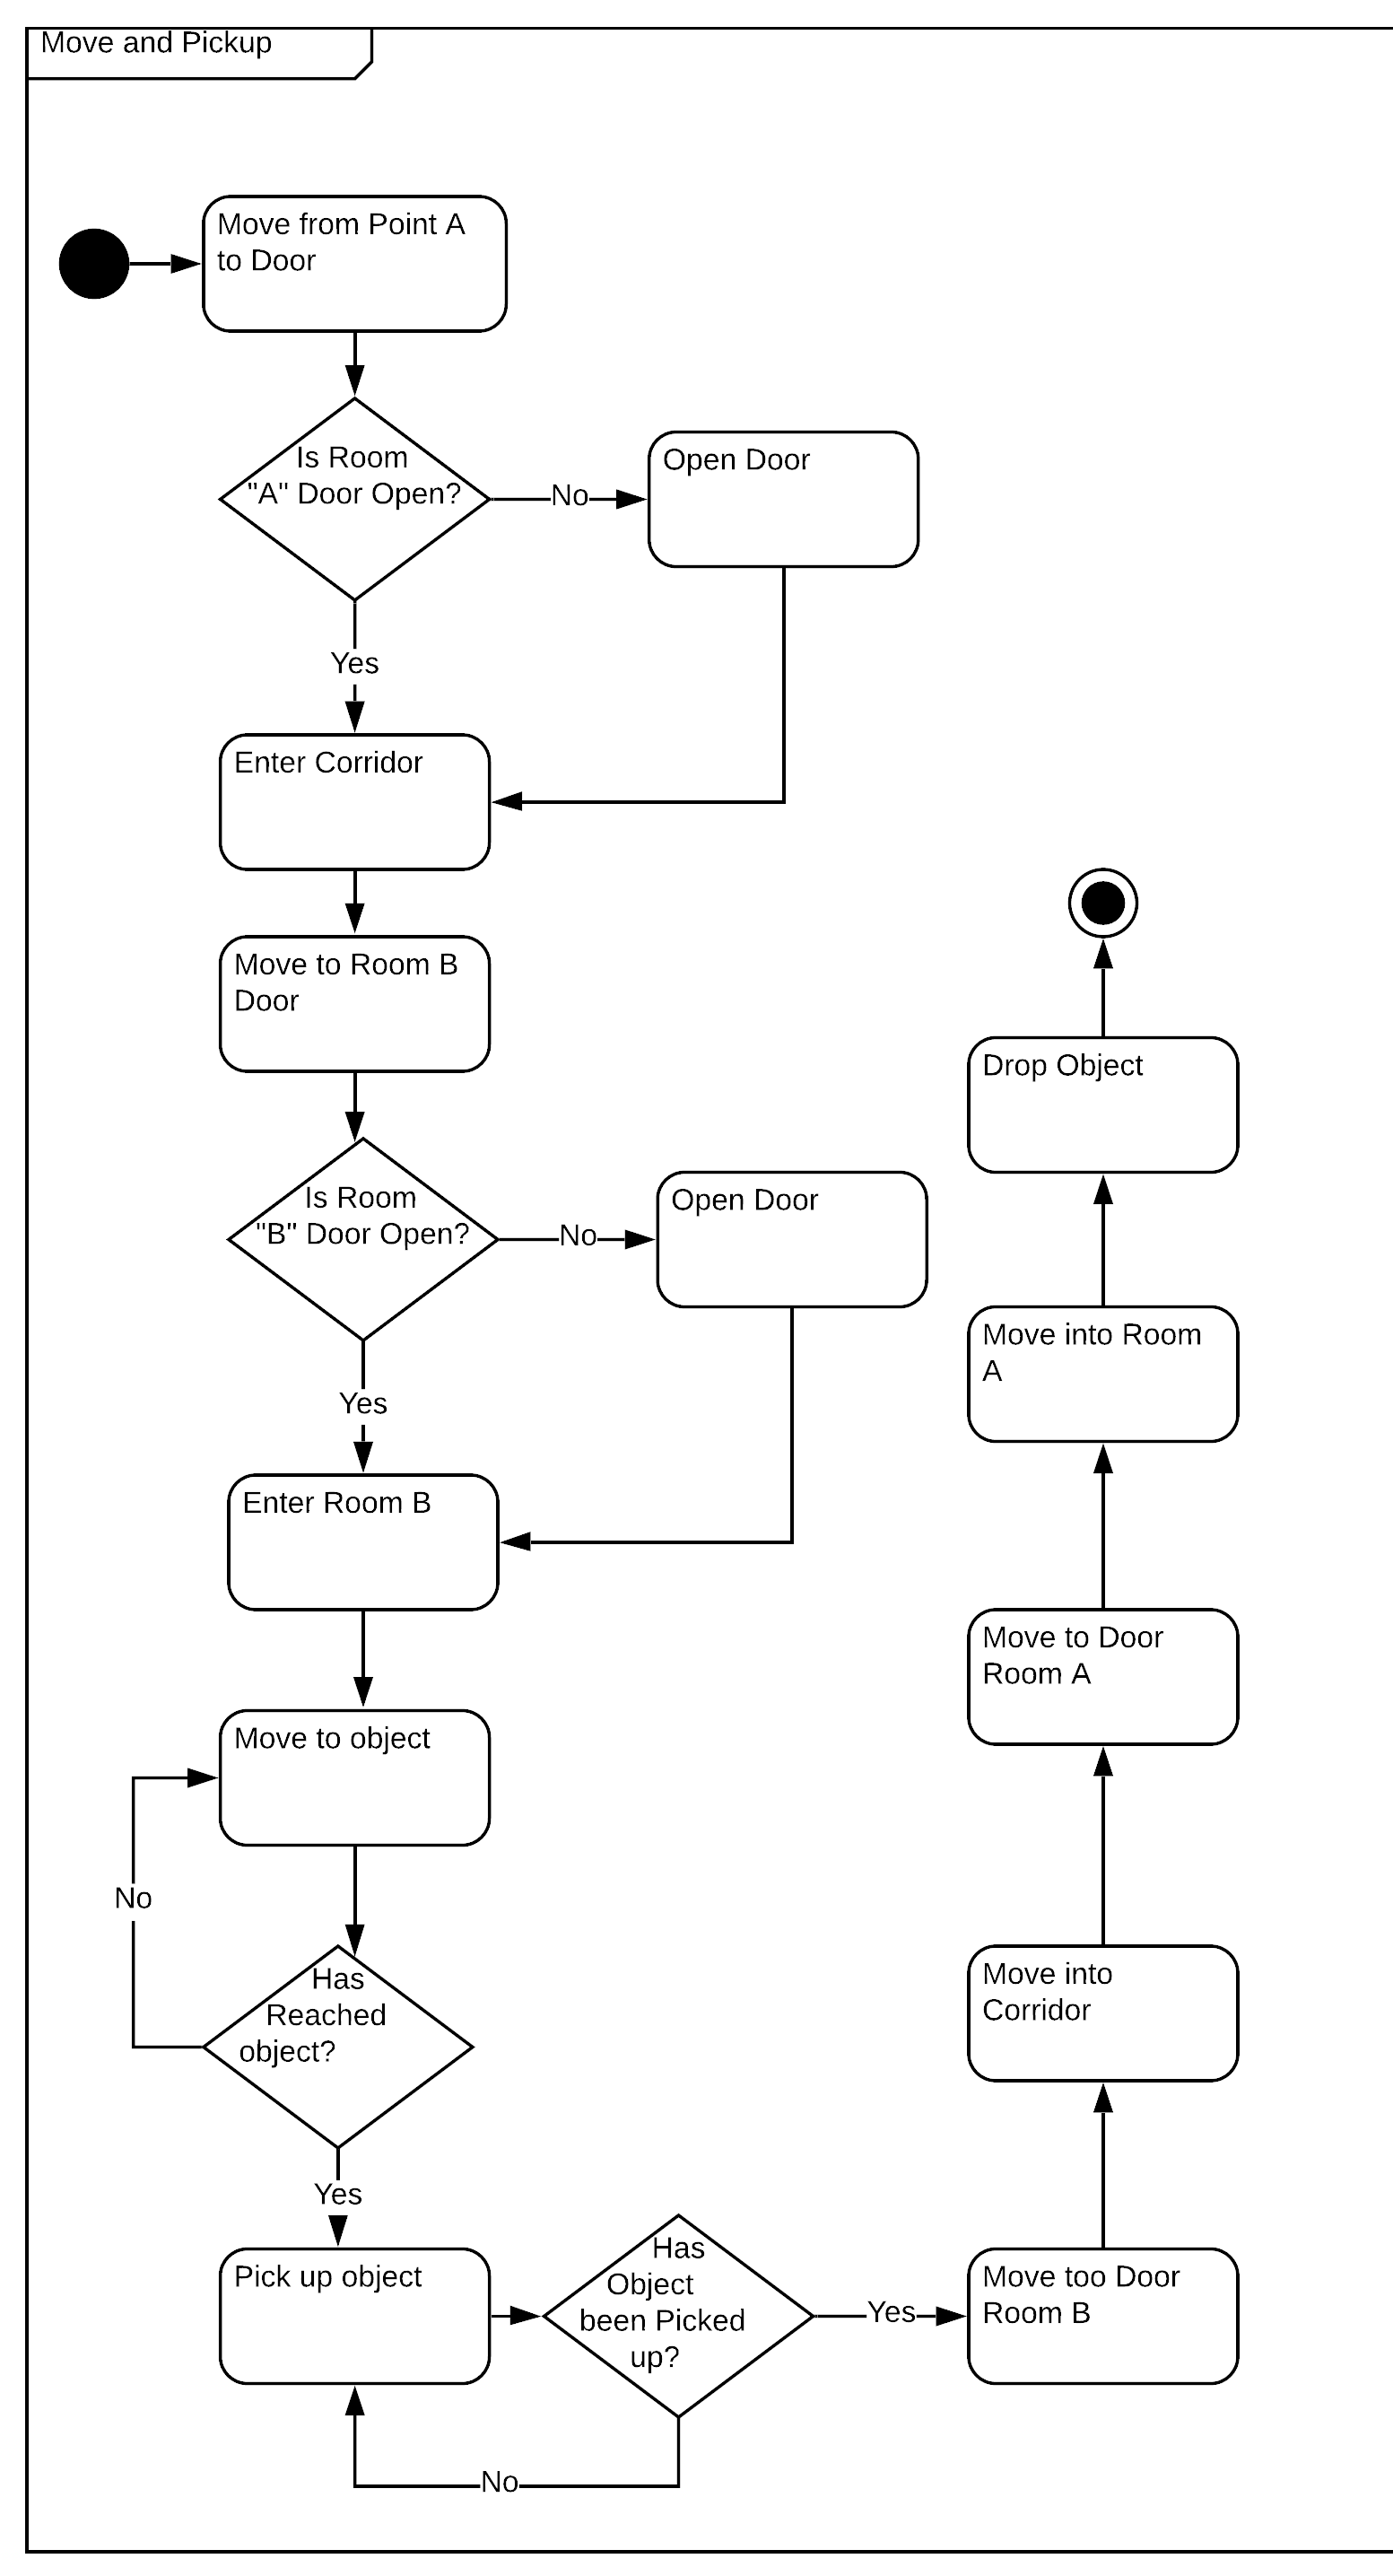 Move and Pickup
Move from Point A
to Door
Is Room
"A" Door Open?
No
Open Door
Yes
Enter Corridor
Move to Room B
Door
Is Room
"B" Door Open?
No
Open Door
Yes
Enter Room B
Move to object
No
Has
Reached
object?
Yes
Pick up object
Has
Object
been Picked
up?
No
Yes
Move too Door
Room B
Move into
Corridor
Move to Door
Room A
Move into Room
A
Drop Object